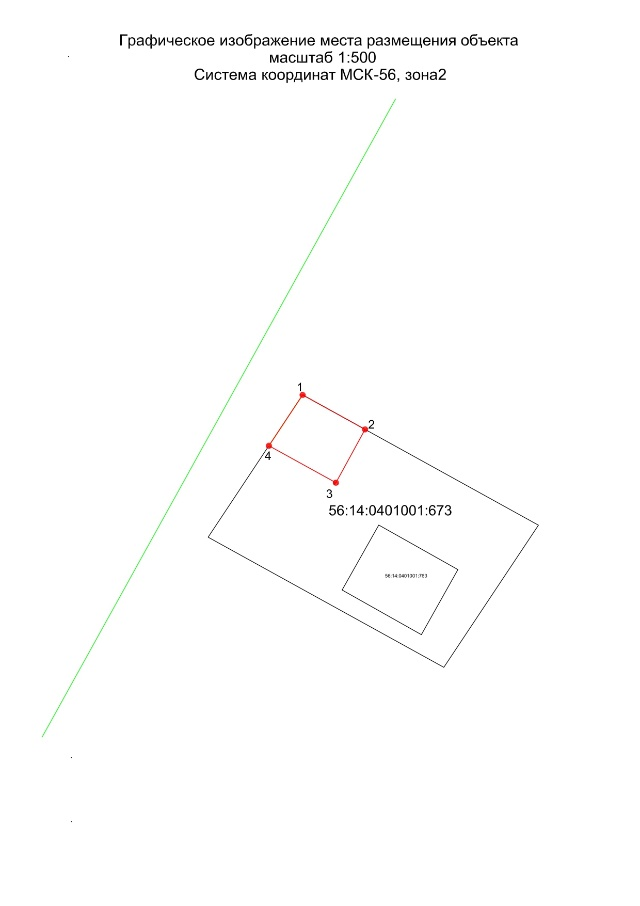 Графическое изображение места размещения объекта
масштаб 1:500
Система координат МСК-56, зона2
1
2
4
3
56:14:0401001:673
56:14:0401001:763